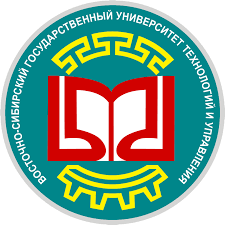 ВОСТОЧНО-СИБИРСКИЙ ГОСУДАРСТВЕННЫЙ УНИВЕРСИТЕТ ТЕХНОЛОГИЙ И УПРАВЛЕНИЯ